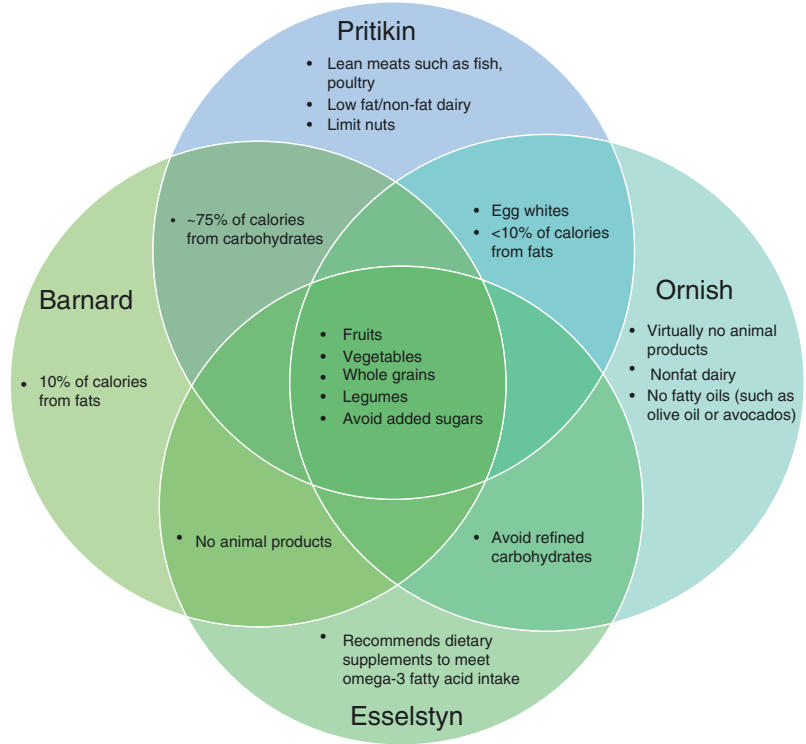 Pritikin
• Lean meats such as fish,
poultry
• Low fat/non-fat dairy
• Limit nuts
• ~75% of calories
from carbohydrates
• Egg whites
• <10% of calories
from fats
Barnard
• 10% of calories
from fats
• Fruits
• Vegetables
• Whole grains
• Legumes
• Avoid added sugars
Ornish
• Virtually no animal
products
• Nonfat dairy
• No fatty oils (such as
olive oil or avocados)
• No animal products
• Avoid refined
carbohydrates
• Recommends dietary
supplements to meet
omega-3 fatty acid intake
Esselstyn